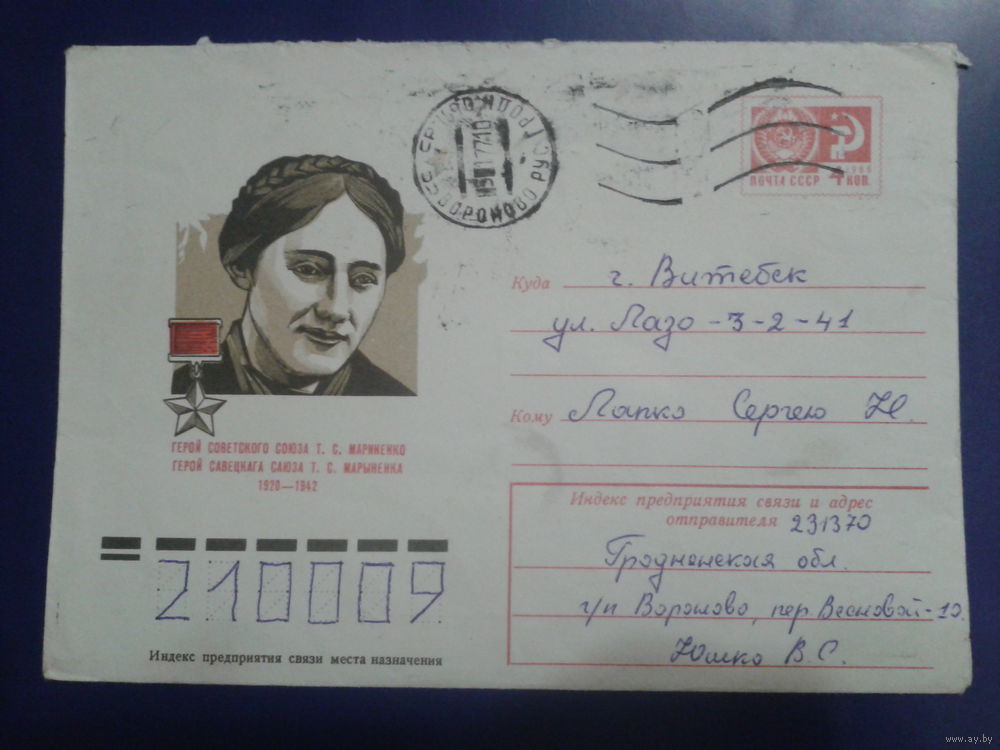 ПОЧТА СССР
4 КОП.
1966
ВОРОНОВО
Куда г. Витебск
ул. Лазо -3-2-41
Кому Лапко Сергею Н.
ГЕРОЙ СОВЕТСКОГО СОЮЗА Т. С. МАРИНЕНКО
ГЕРОЙ САВЕЦКАГА САЮЗА Т. С. МАРЫНЕНКА
1920—1942
Индекс предприятия связи и адрес
отправителя 231370
Гродненская обл.
г/п Вороново, пер. Весновой-10
Юшко В.С.
210009
Индекс предприятия связи места назначения
www.ay.by